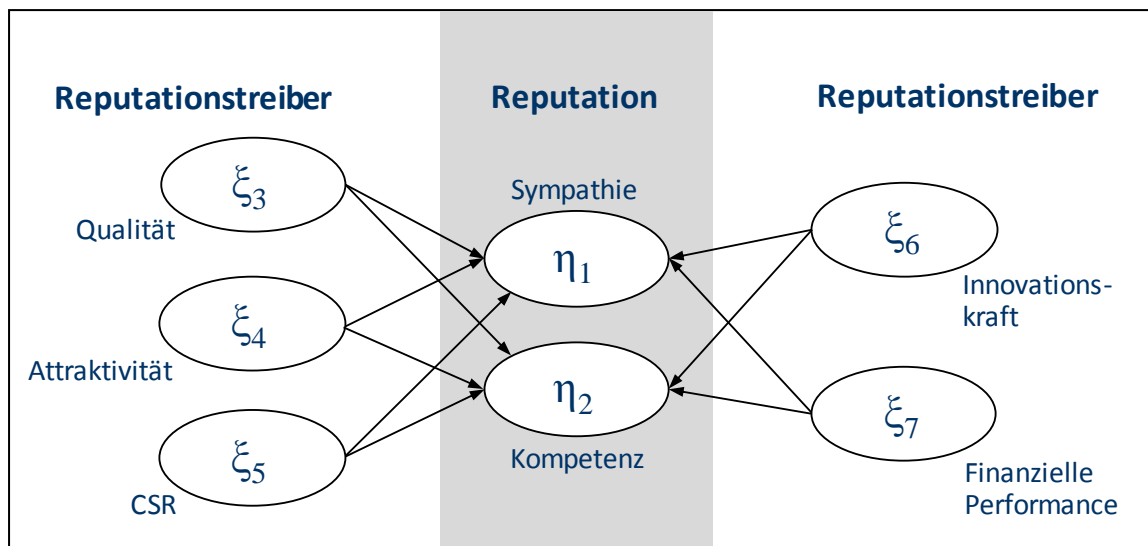 Reputationstreiber
Reputation
Reputationstreiber
ξ3
Qualität
ξ4
Attraktivität
ξ5
CSR
Sympathie
η1
η2
Kompetenz
ξ6
Innovations-
kraft
ξ7
Finanzielle
Performance